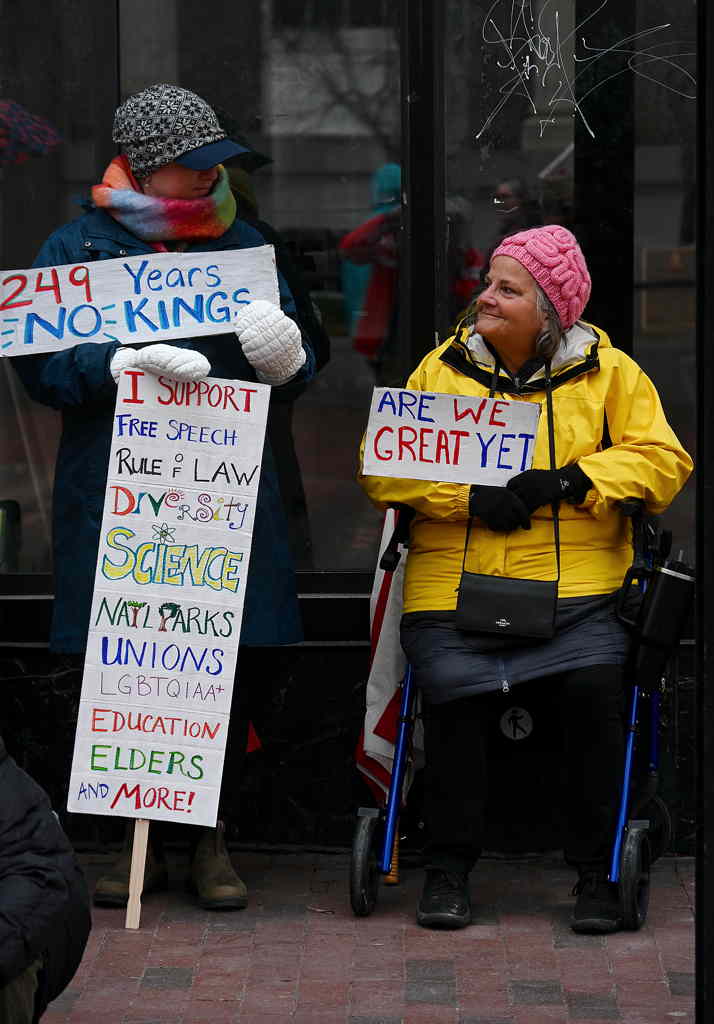 249 Years
NO KINGS
I SUPPORT
FREE SPEECH
RULE OF LAW
DIVERSITY
SCIENCE
NAT'L PARKS
UNIONS
LGBTQIAA+
EDUCATION
ELDERS
AND MORE!
ARE WE
GREAT YET
COACH